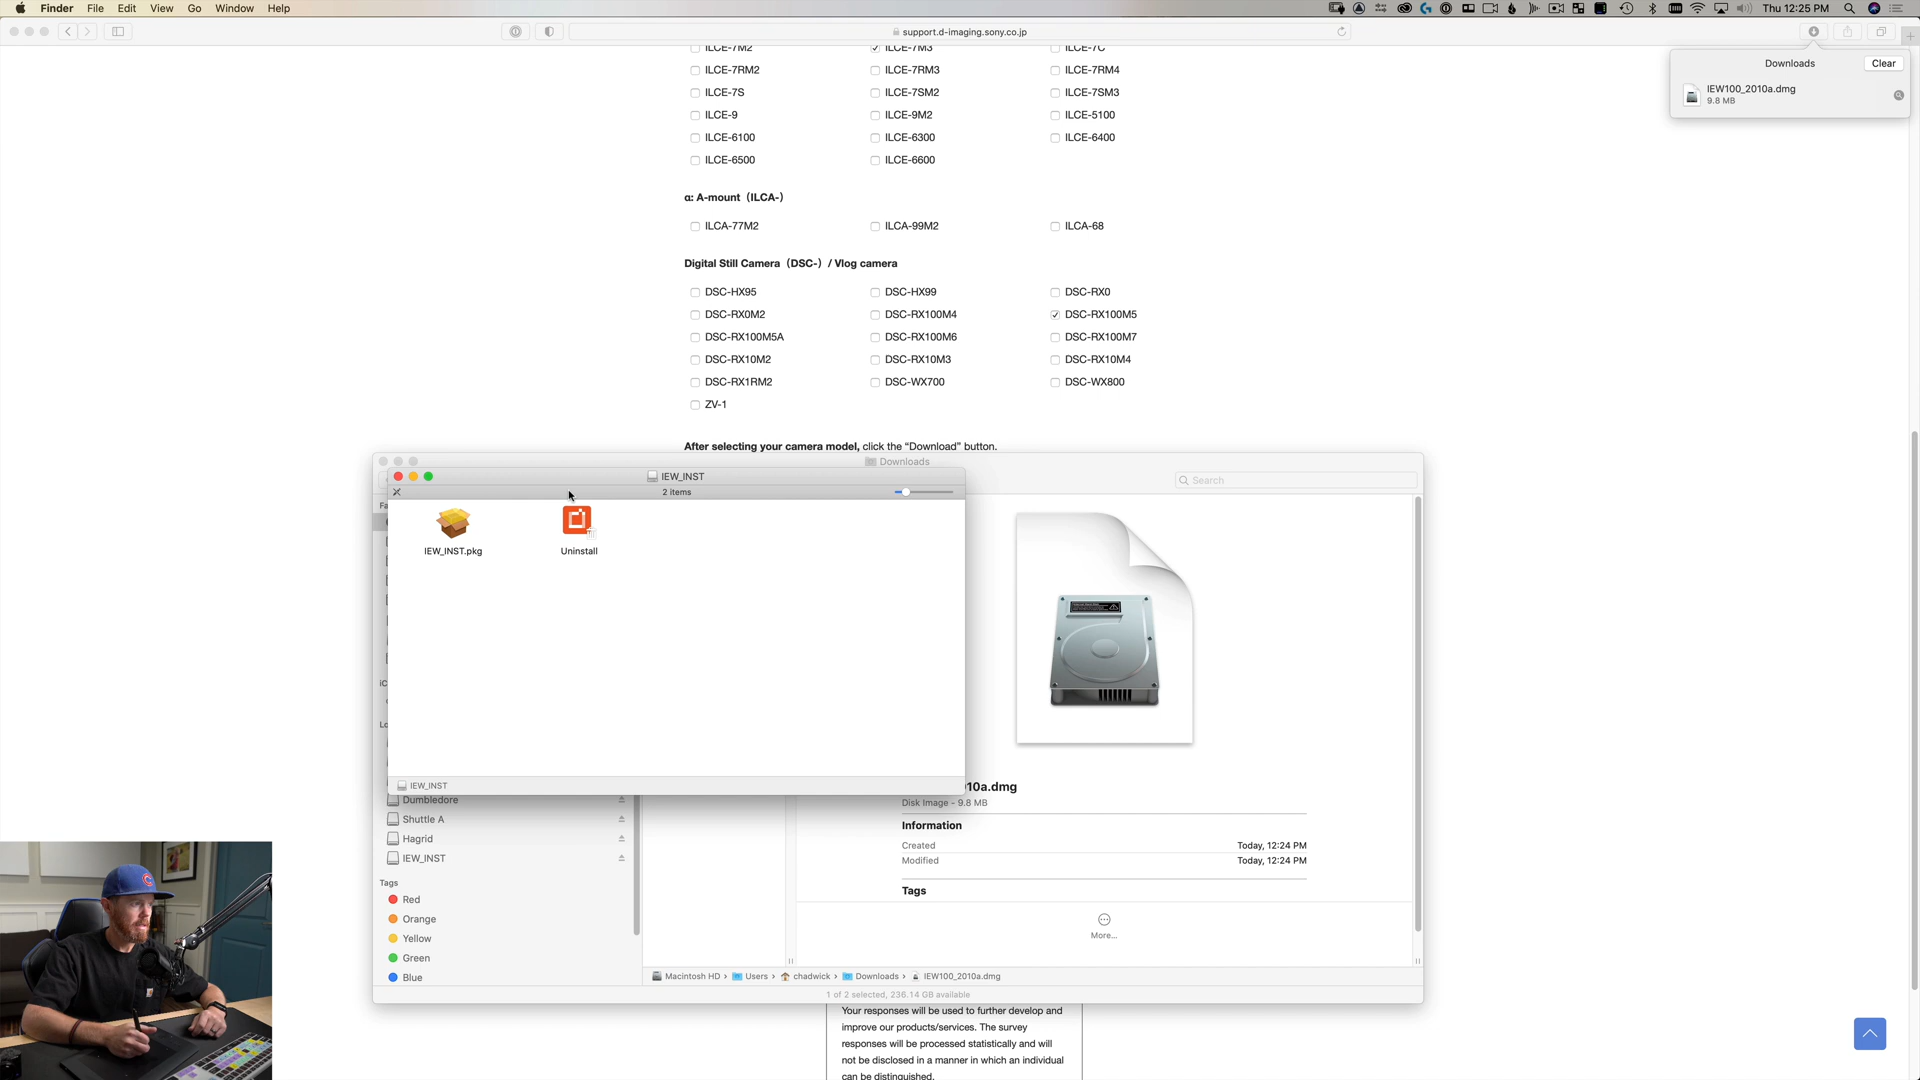 Finder File Edit View Go Window Help
Thu 12:25 PM
support.d-imaging.sony.co.jp
Downloads
Clear
IEW100_2010a.dmg
9.8 MB
ILCE-7M2 ILCE-7M3 ILCE-7C
ILCE-7RM2 ILCE-7RM3 ILCE-7RM4
ILCE-7S ILCE-7SM2 ILCE-7SM3
ILCE-9 ILCE-9M2 ILCE-5100
ILCE-6100 ILCE-6300 ILCE-6400
ILCE-6500 ILCE-6600
α: A-mount（ILCA-）
ILCA-77M2 ILCA-99M2 ILCA-68
Digital Still Camera（DSC-）/ Vlog camera
DSC-HX95 DSC-HX99 DSC-RX0
DSC-RX0M2 DSC-RX100M4 DSC-RX100M5
DSC-RX100M5A DSC-RX100M6 DSC-RX100M7
DSC-RX10M2 DSC-RX10M3 DSC-RX10M4
DSC-RX1RM2 DSC-WX700 DSC-WX800
ZV-1
After selecting your camera model, click the “Download” button.
Downloads
Search
IEW_INST
2 items
Fa
IEW_INST.pkg
Uninstall
iC
Lo
IEW_INST
Dumbledore
Shuttle A
Hagrid
IEW_INST
Tags
Red
Orange
Yellow
Green
Blue
10a.dmg
Disk Image - 9.8 MB
Information
Created Today, 12:24 PM
Modified Today, 12:24 PM
Tags
More...
Macintosh HD › Users › chadwick › Downloads › IEW100_2010a.dmg
1 of 2 selected, 236.14 GB available
Your responses will be used to further develop and
improve our products/services. The survey
responses will be processed statistically and will
not be disclosed in a manner in which an individual
can be distinguished.